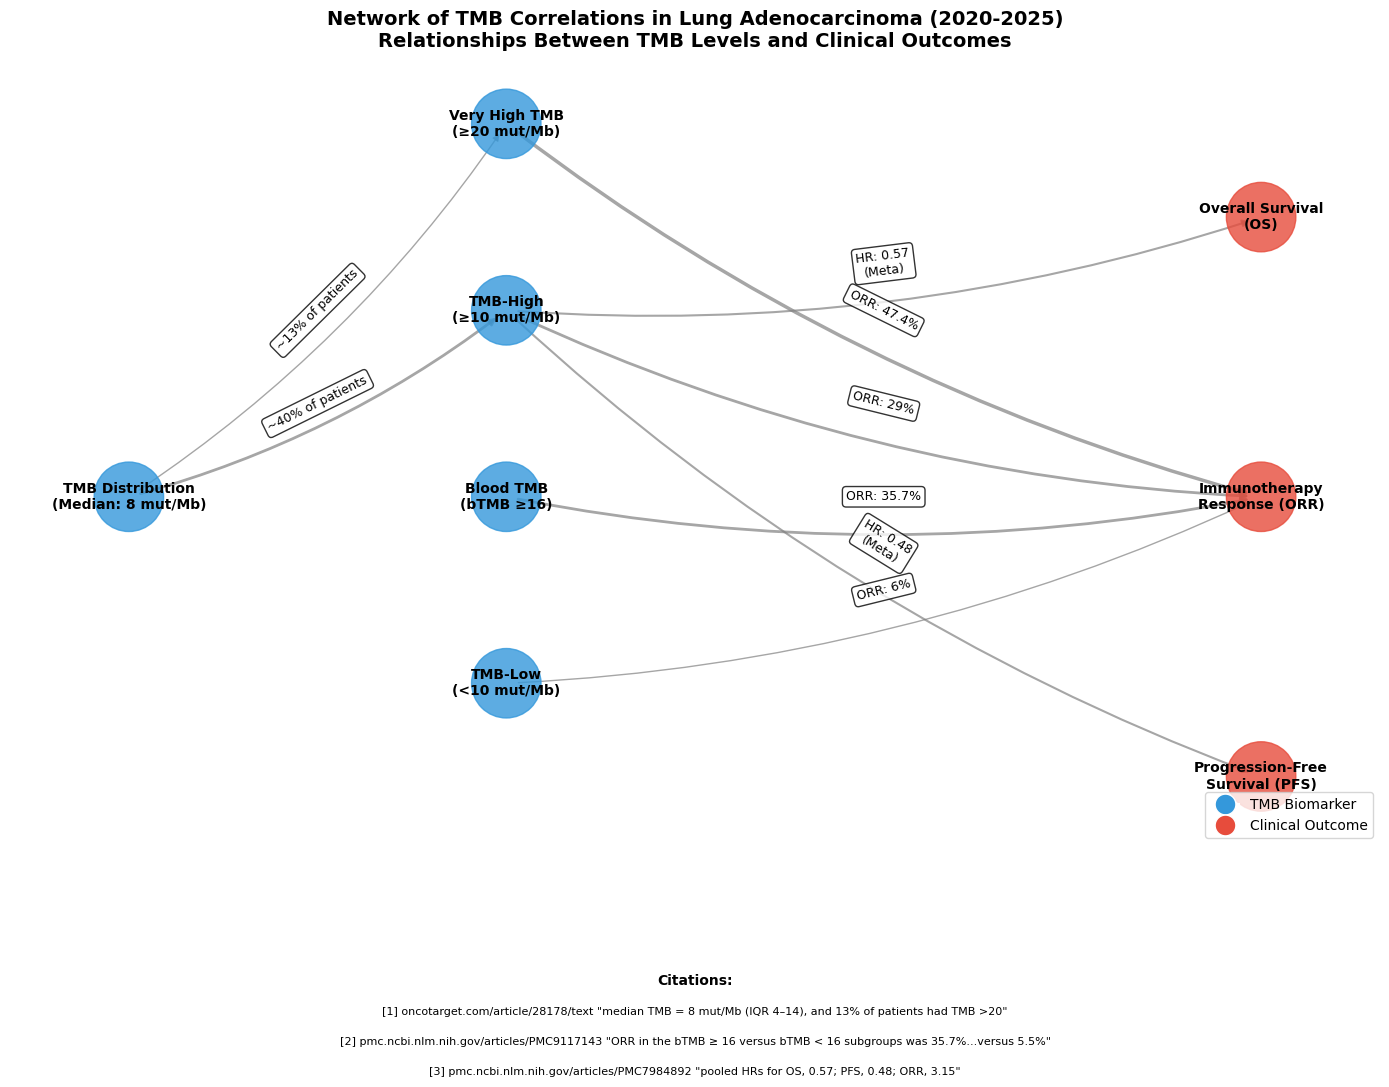 Network of TMB Correlations in Lung Adenocarcinoma (2020-2025)
Relationships Between TMB Levels and Clinical Outcomes
Very High TMB
(≥20 mut/Mb)
Overall Survival
(OS)
HR: 0.57
(Meta)
~13% of patients
TMB-High
(≥10 mut/Mb)
ORR: 47.4%
~40% of patients
ORR: 29%
TMB Distribution
(Median: 8 mut/Mb)
Blood TMB
(bTMB ≥16)
ORR: 35.7%
Immunotherapy
Response (ORR)
HR: 0.48
(Meta)
ORR: 6%
TMB-Low
(<10 mut/Mb)
Progression-Free
Survival (PFS)
TMB Biomarker
Clinical Outcome
Citations:
[1] oncotarget.com/article/28178/text "median TMB = 8 mut/Mb (IQR 4–14), and 13% of patients had TMB >20"
[2] pmc.ncbi.nlm.nih.gov/articles/PMC9117143 "ORR in the bTMB ≥ 16 versus bTMB < 16 subgroups was 35.7%...versus 5.5%"
[3] pmc.ncbi.nlm.nih.gov/articles/PMC7984892 "pooled HRs for OS, 0.57; PFS, 0.48; ORR, 3.15"